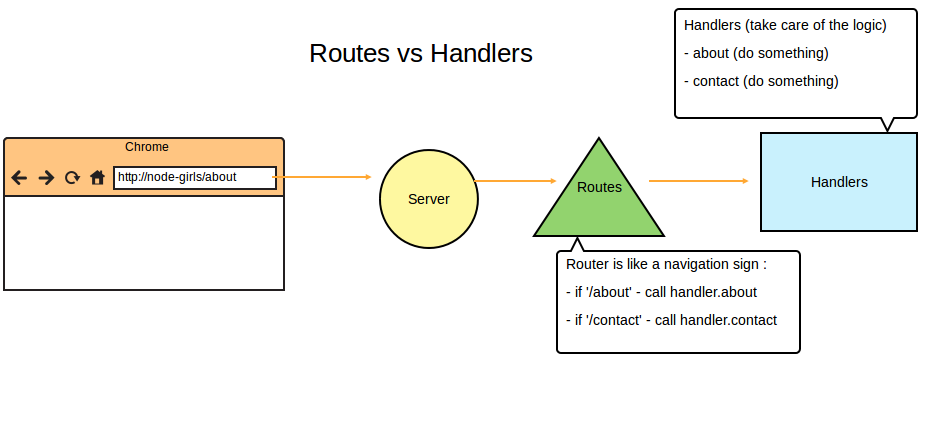 Routes vs Handlers
Handlers (take care of the logic)
- about (do something)
- contact (do something)
Chrome
http://node-girls/about
Server
Routes
Handlers
Router is like a navigation sign :
- if '/about' - call handler.about
- if '/contact' - call handler.contact